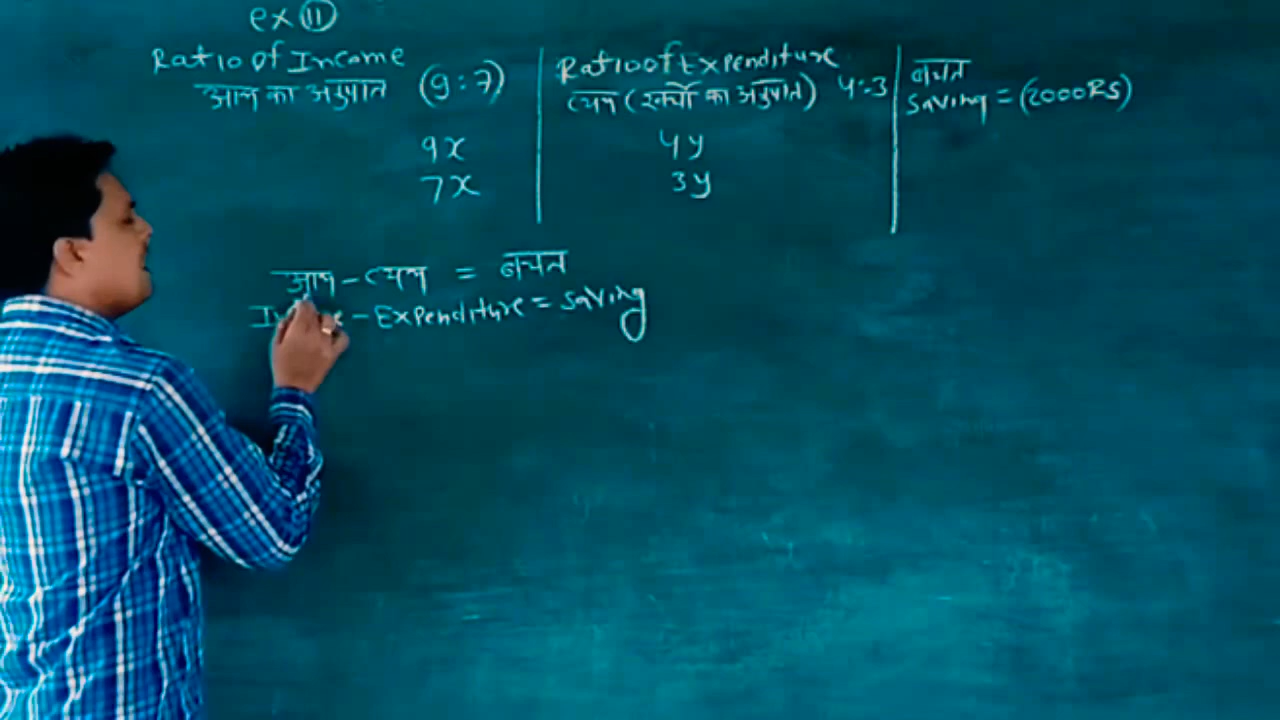 ex 11
Ratio of Income
आय का अनुपात (9:7)
9x
7x
Ratio of Expenditure
व्यय (खर्चो का अनुपात) 4:3
4y
3y
बचत
Saving = (2000RS)
आय - व्यय = बचत
- Expenditure = Saving